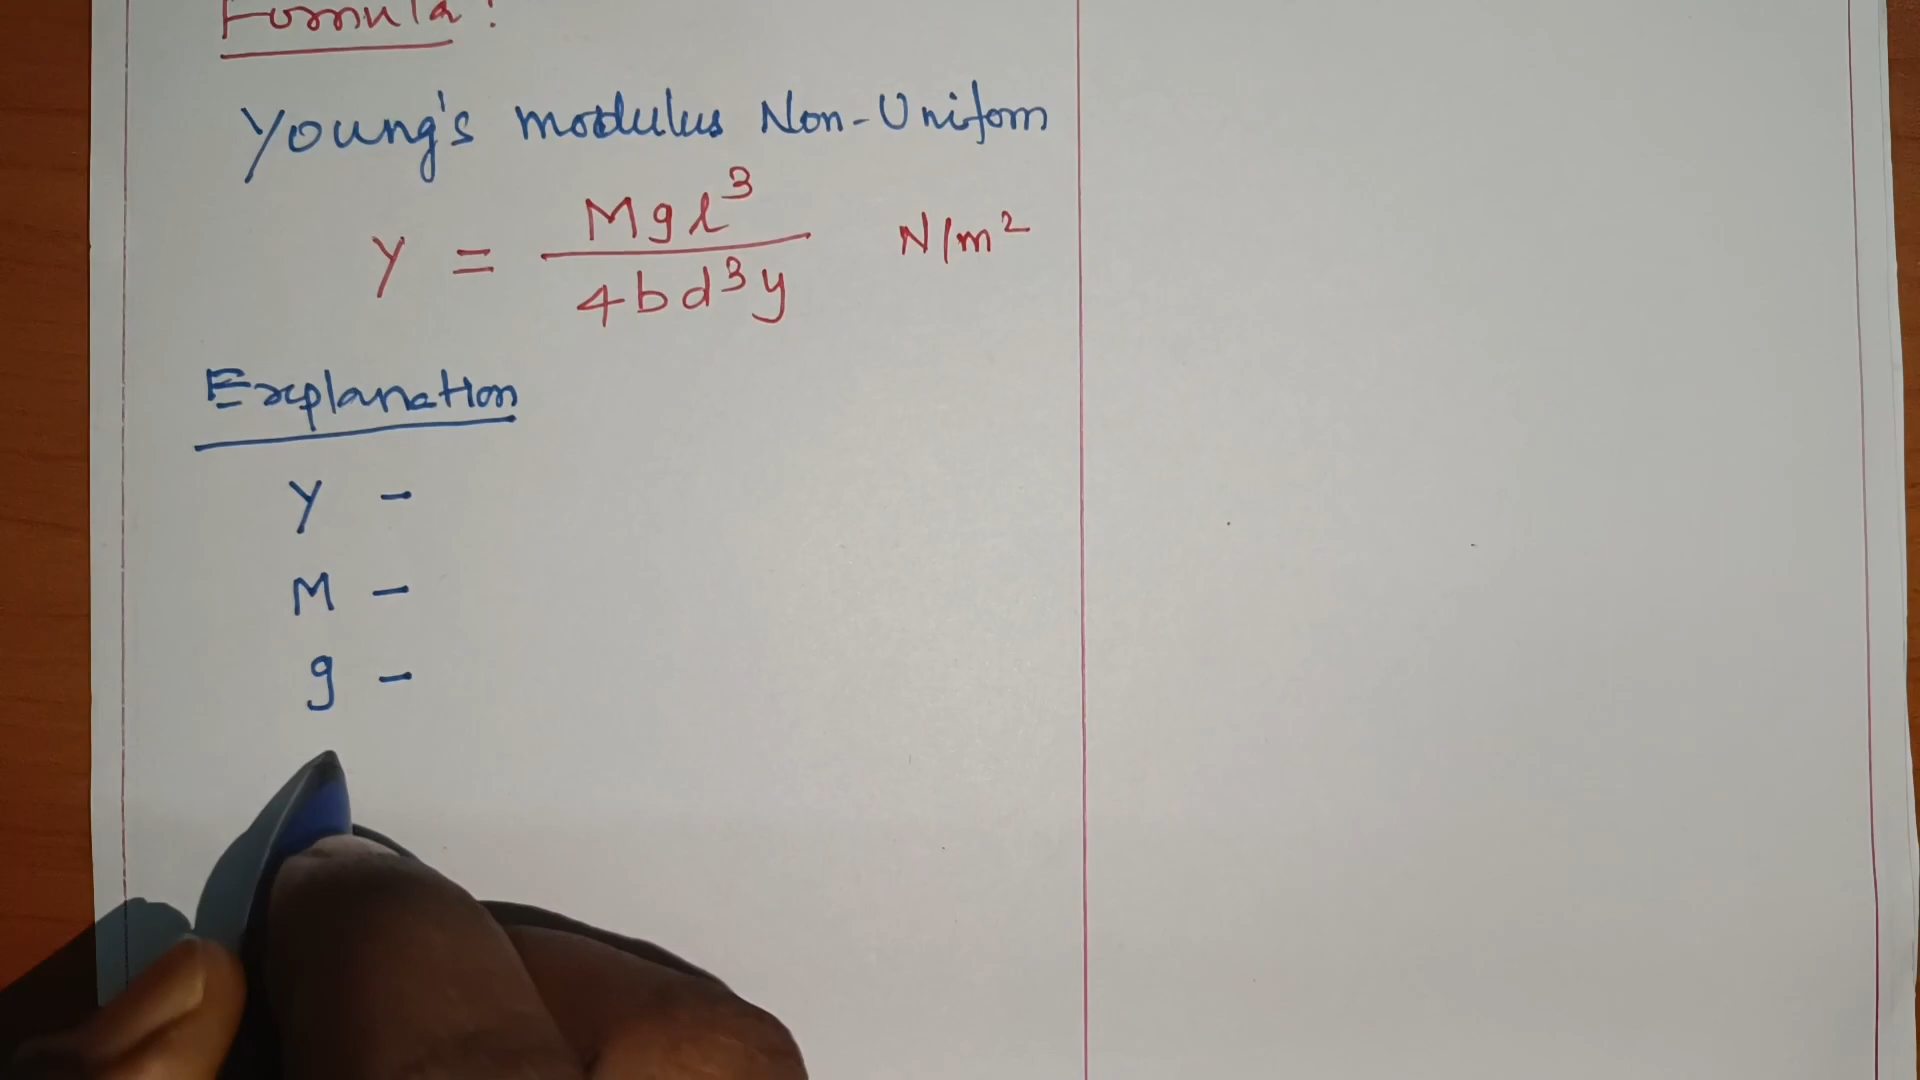 Formula :
Young's modulus Non-Uniform
Y = Mgl³ / 4bd³y N/m²
Explanation
Y -
M -
g -